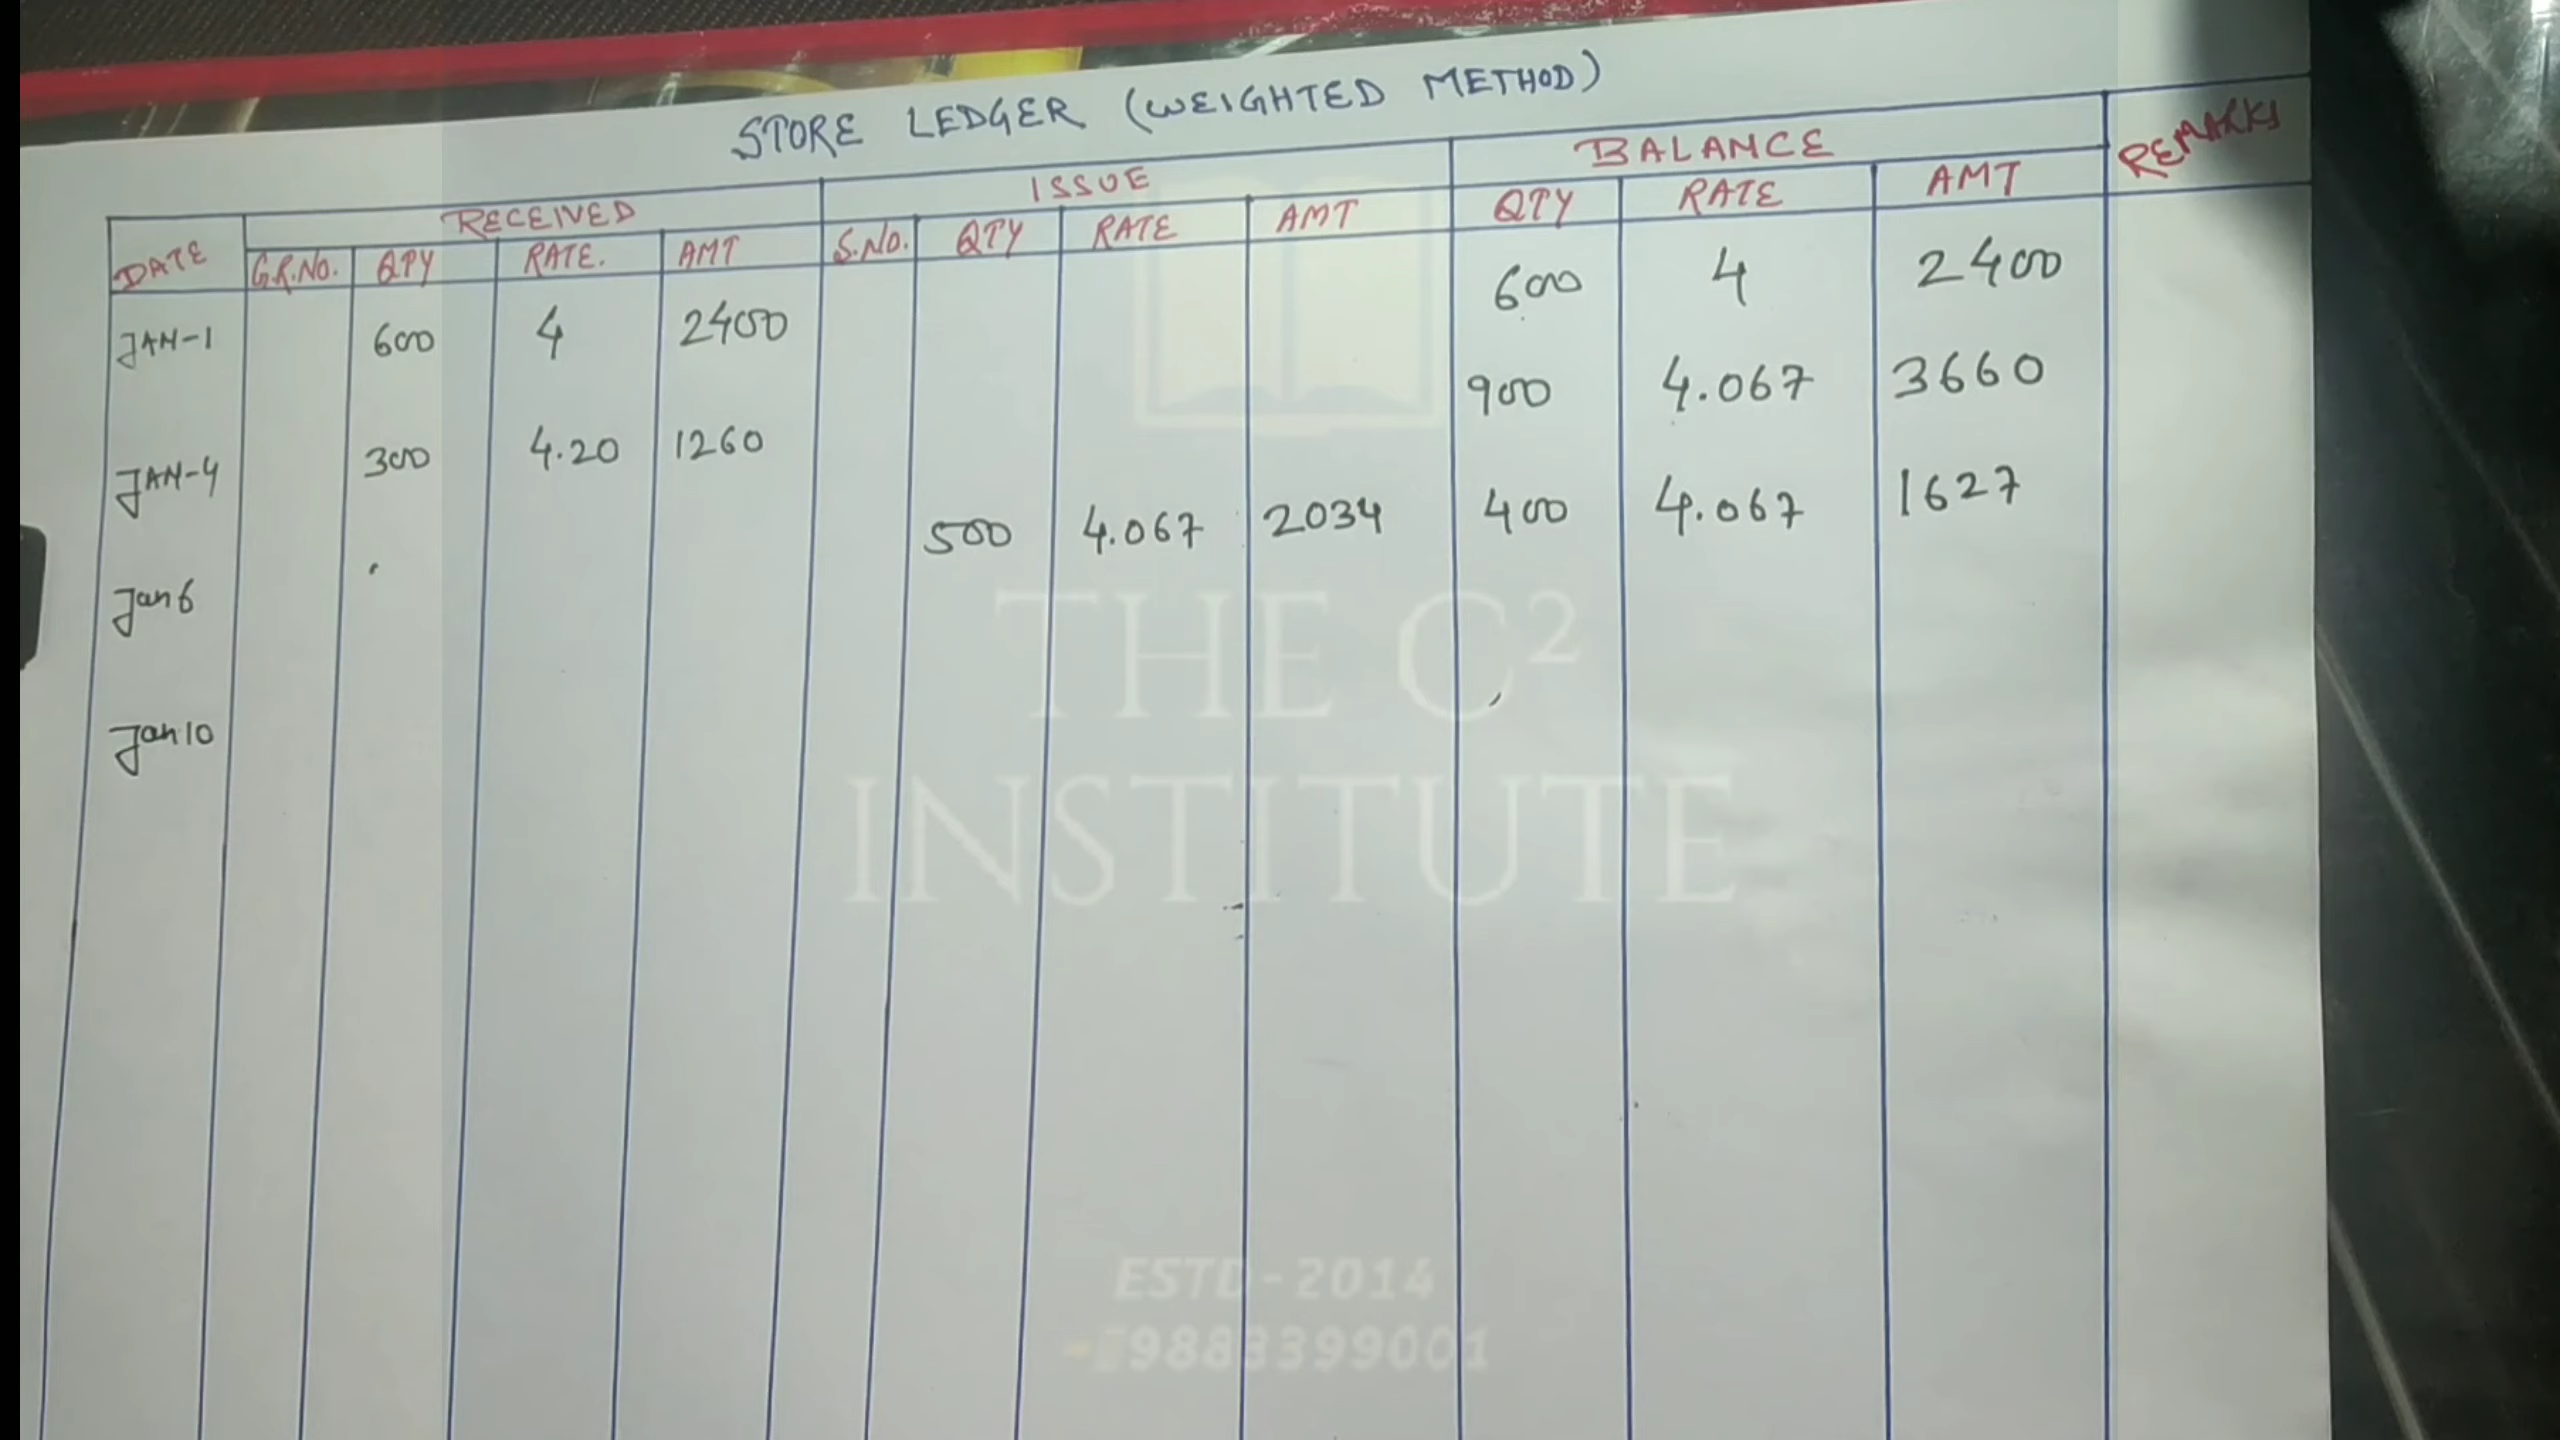 STORE LEDGER (WEIGHTED METHOD)
DATE RECEIVED ISSUE BALANCE REMARKS
G.R.NO. QTY RATE. AMT S.NO. QTY RATE AMT QTY RATE AMT
JAN-1 600 4 2400 600 4 2400
JAN-4 300 4.20 1260 900 4.067 3660
Jan 6 500 4.067 2034 400 4.067 1627
Jan 10
THE C²
INSTITUTE
ESTD-2014
9883399001